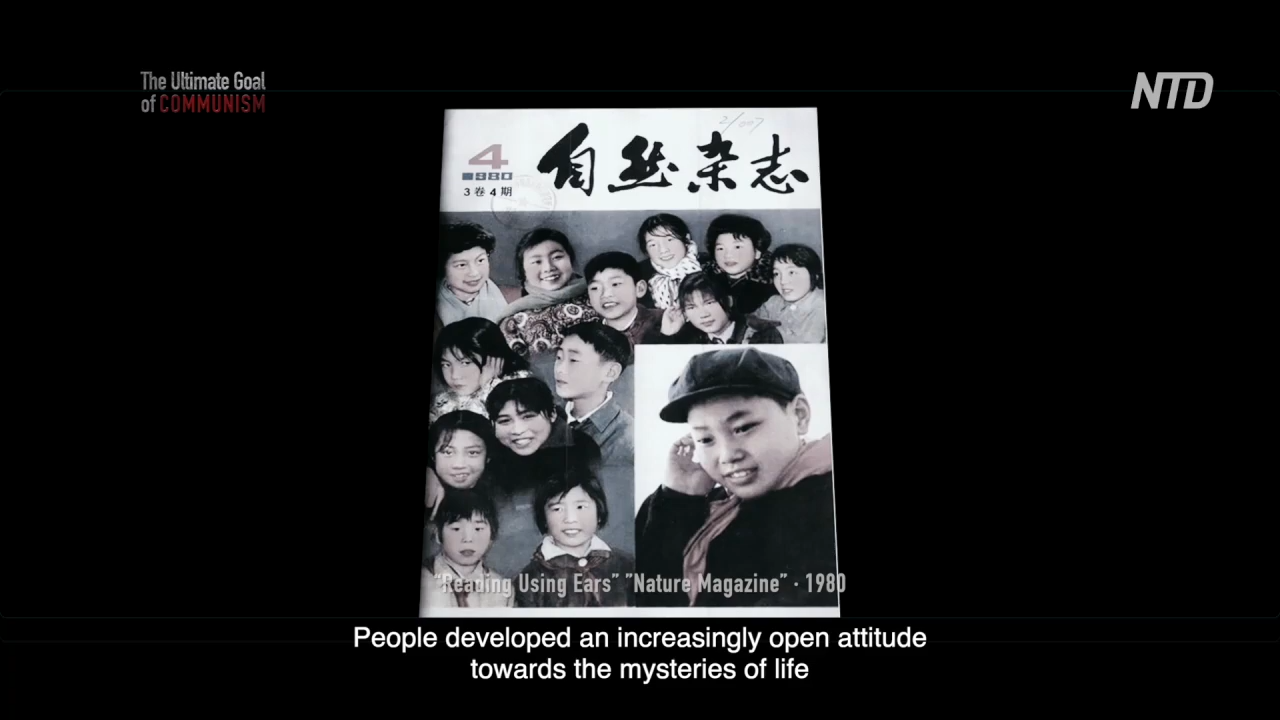 The Ultimate Goal
of COMMUNISM
NTD
自然杂志
4
1980
3卷4期
"Reading Using Ears" "Nature Magazine" · 1980
People developed an increasingly open attitude
towards the mysteries of life